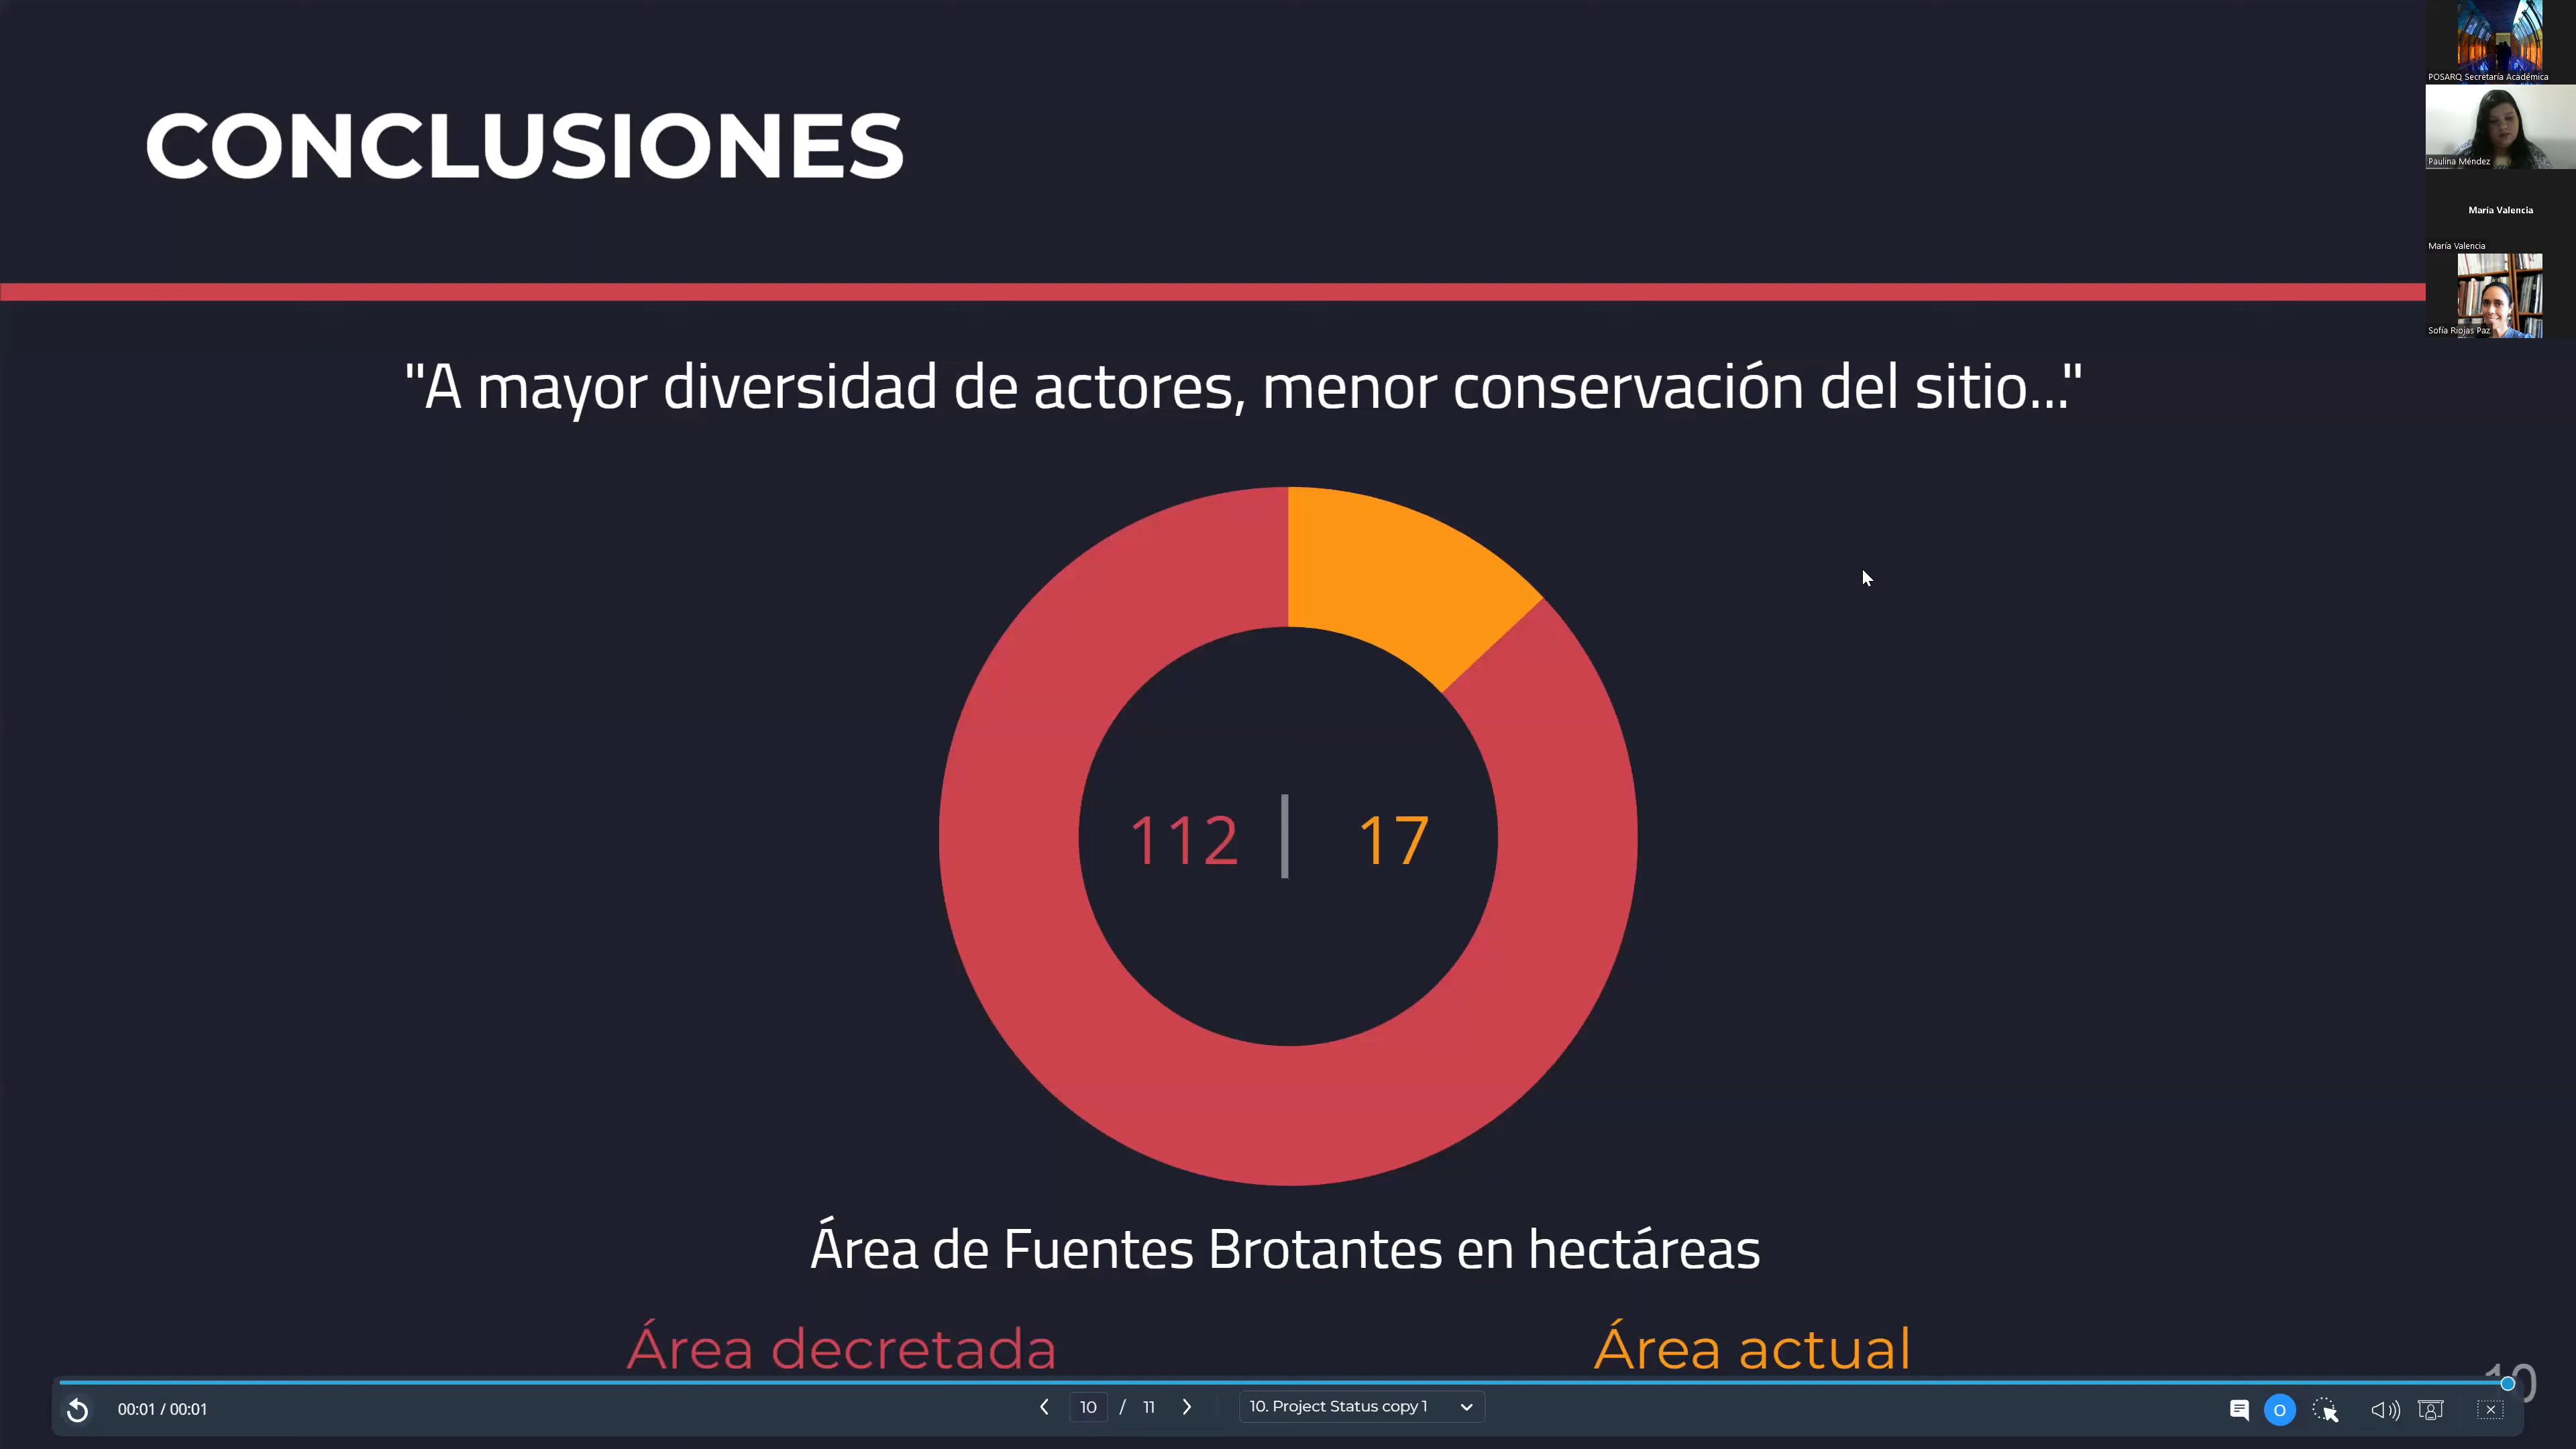 CONCLUSIONES
"A mayor diversidad de actores, menor conservación del sitio..."
112 | 17
Área de Fuentes Brotantes en hectáreas
Área decretada
Área actual
10
00:01 / 00:01
10 / 11
10. Project Status copy 1
O
POSARQ Secretaría Académica
Paulina Méndez
María Valencia
María Valencia
Sofía Riojas Paz